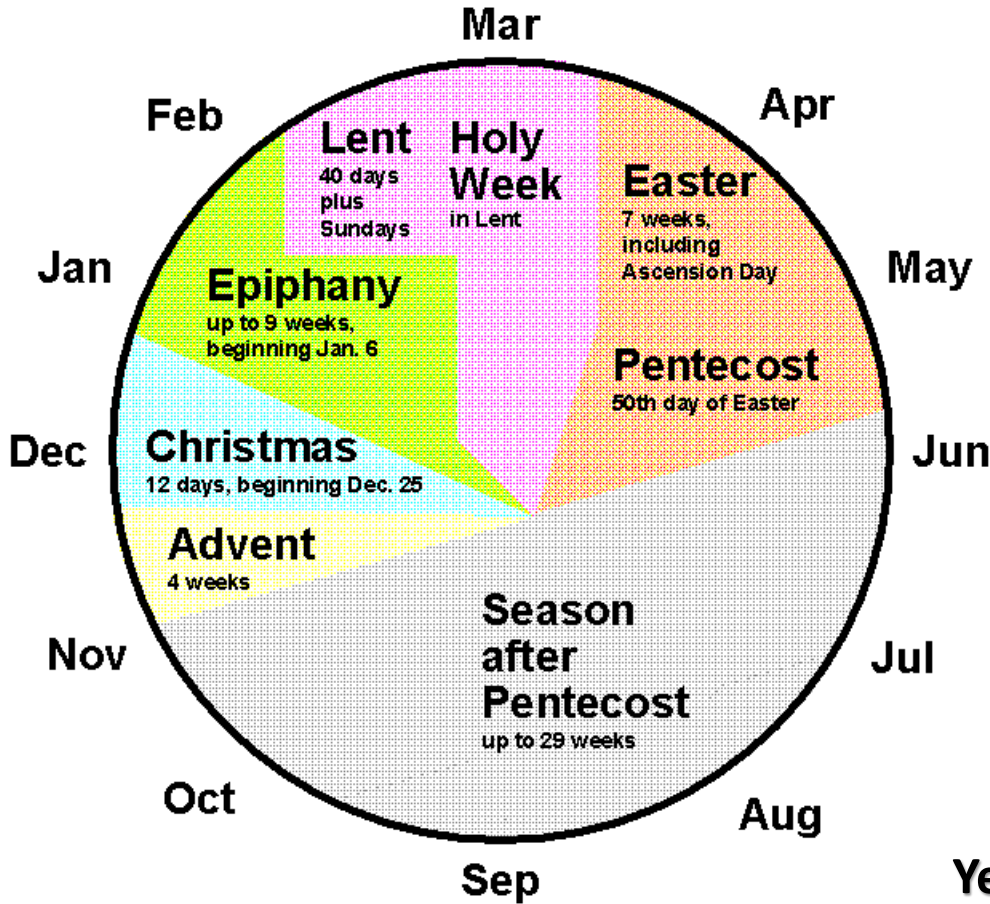 Mar
Apr
May
Jun
Jul
Aug
Sep
Oct
Nov
Dec
Jan
Feb
Lent
40 days
plus
Sundays
Holy
Week
in Lent
Easter
7 weeks,
including
Ascension Day
Pentecost
50th day of Easter
Epiphany
up to 9 weeks,
beginning Jan. 6
Christmas
12 days, beginning Dec. 25
Advent
4 weeks
Season
after
Pentecost
up to 29 weeks